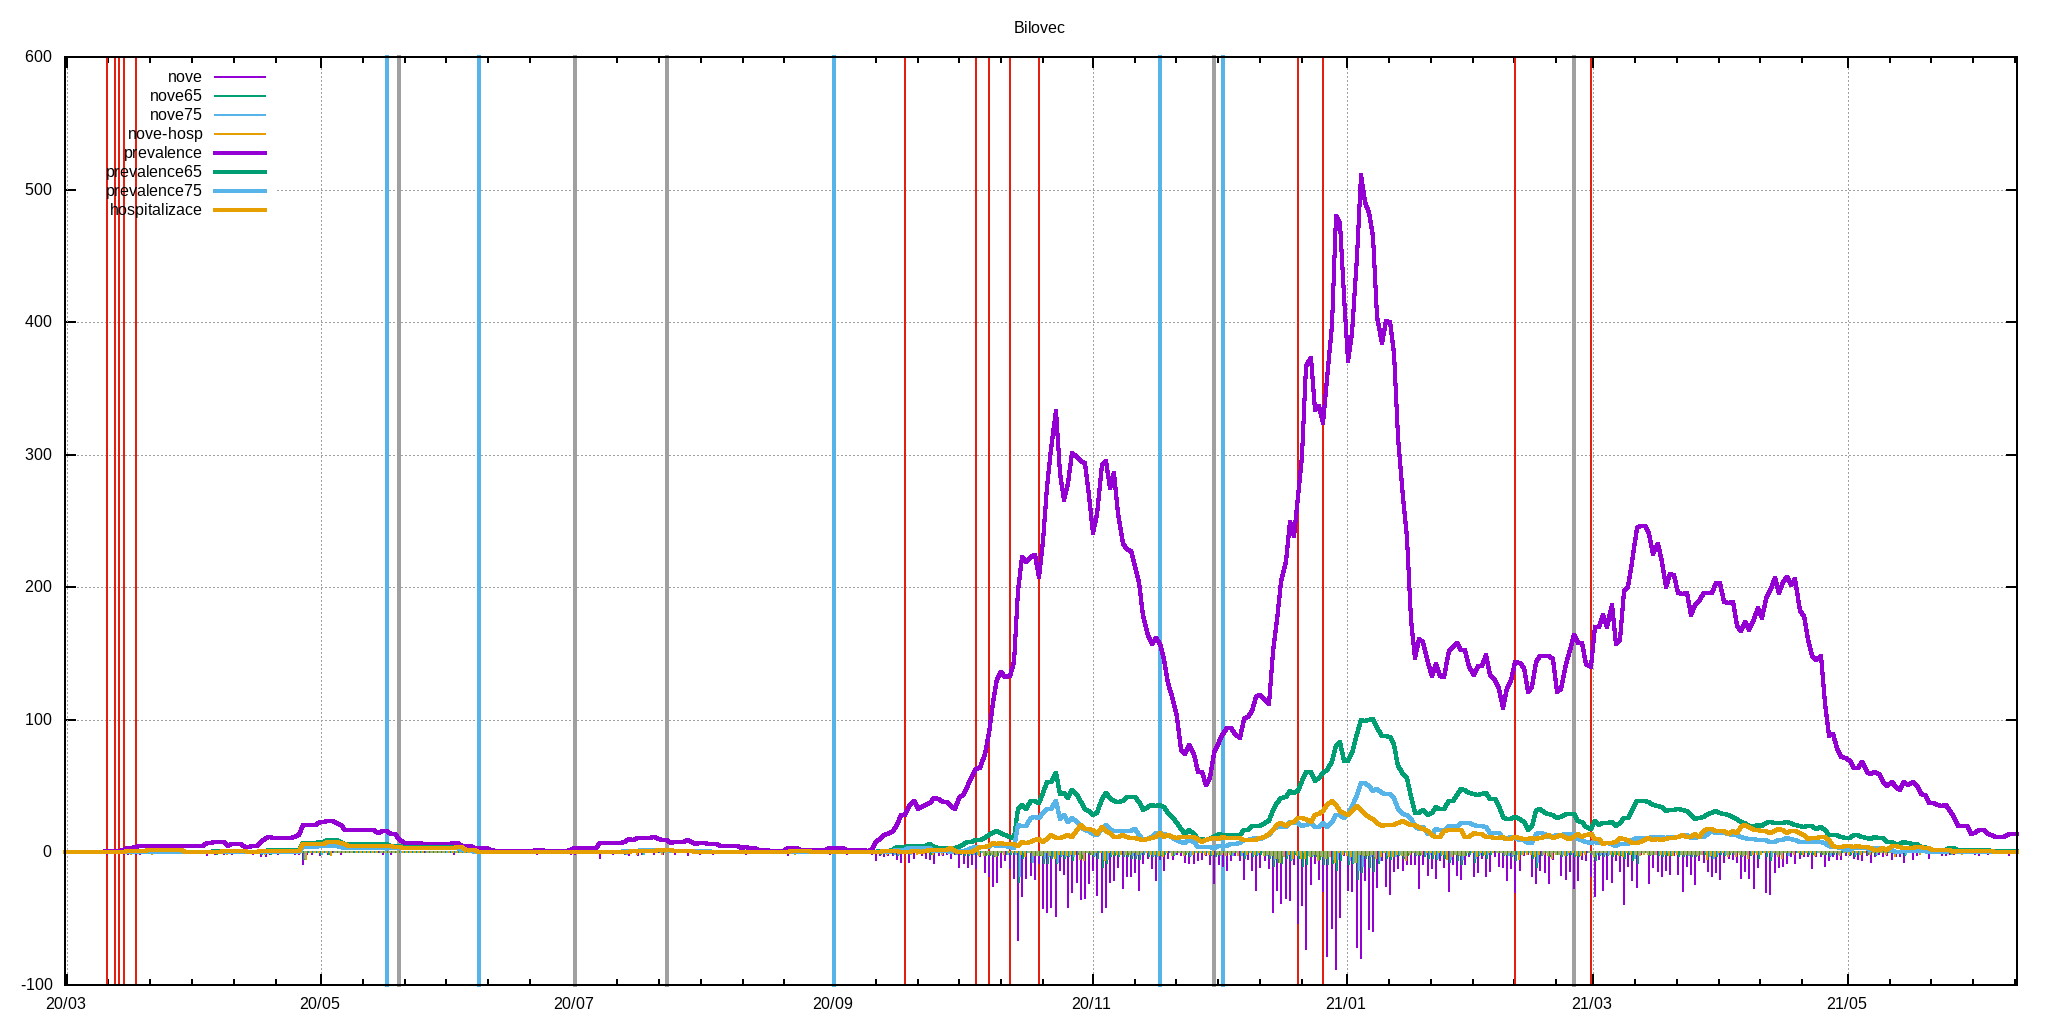 Bilovec
600
500
400
300
200
100
0
-100
nove
nove65
nove75
nove-hosp
prevalence
prevalence65
prevalence75
hospitalizace
20/03 20/05 20/07 20/09 20/11 21/01 21/03 21/05